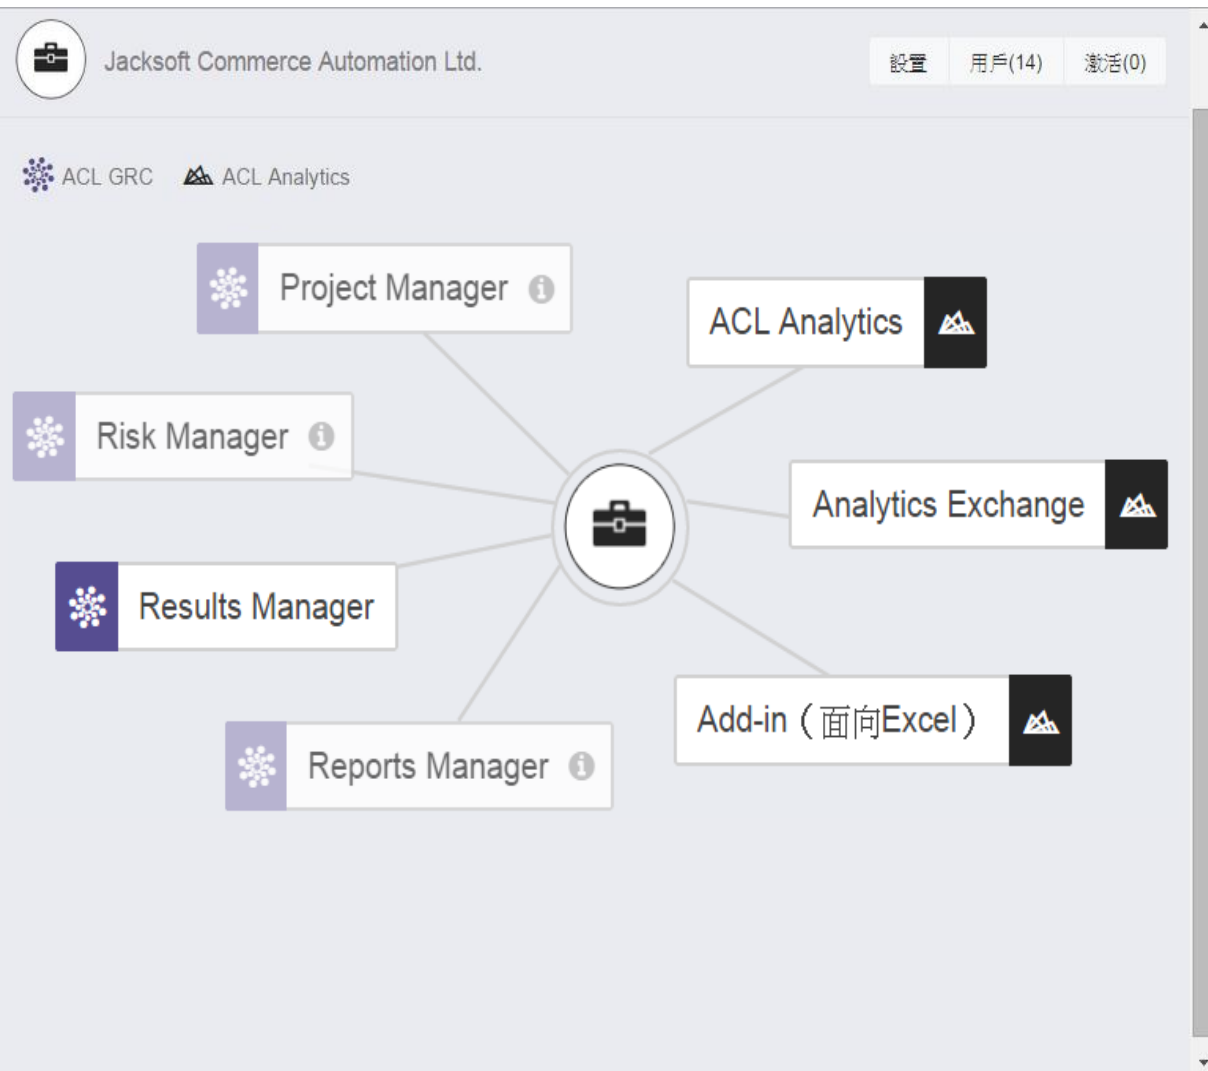 Jacksoft Commerce Automation Ltd.
設置 用戶(14) 激活(0)
ACL GRC ACL Analytics
Project Manager
ACL Analytics
Risk Manager
Analytics Exchange
Results Manager
Add-in（面向Excel）
Reports Manager